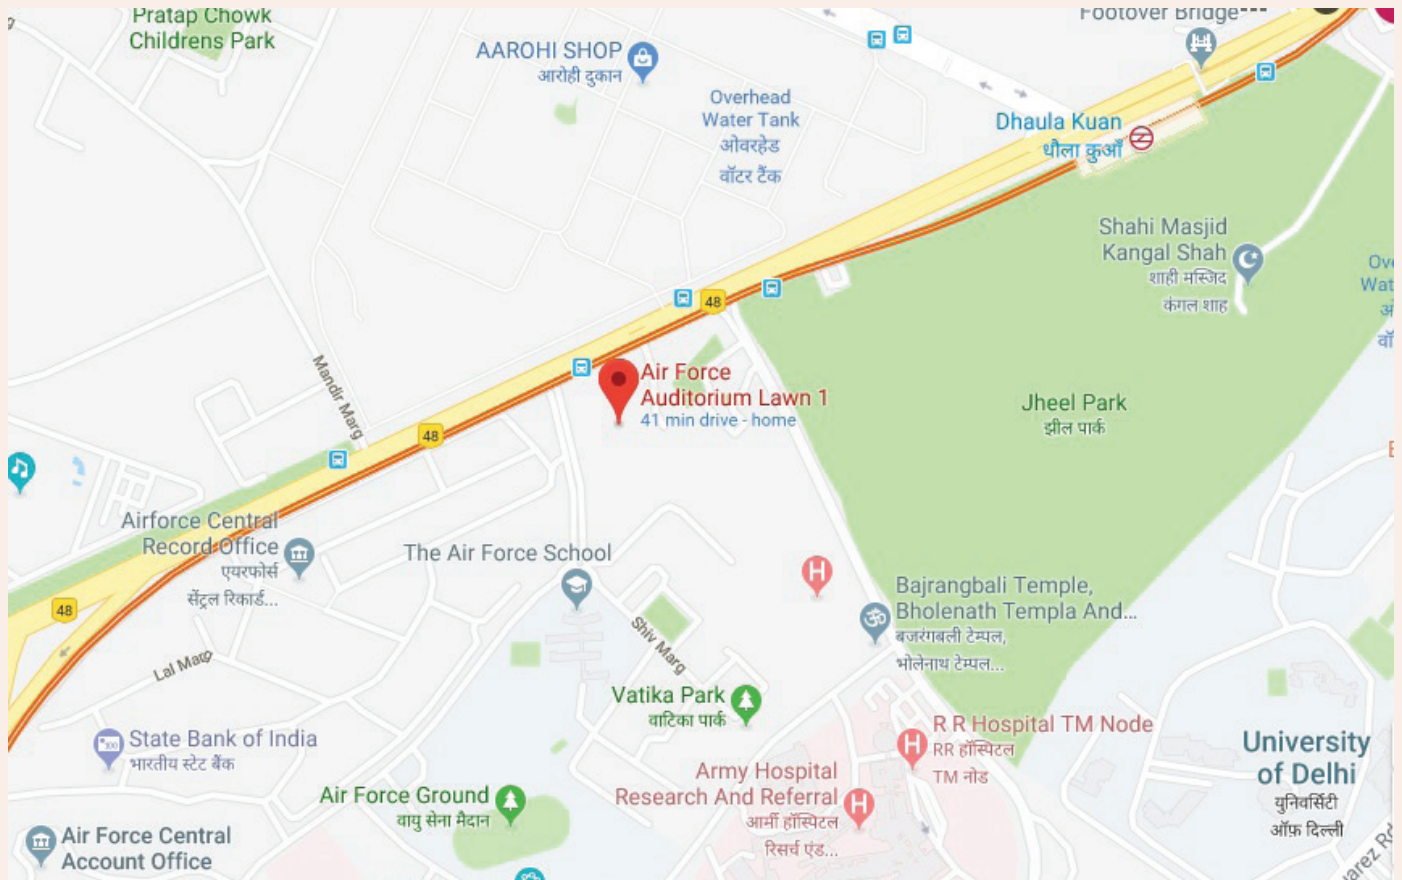 Pratap Chowk
Childrens Park
Footover Bridge---
AAROHI SHOP
आरोही दुकान
Overhead
Water Tank
ओवरहेड
वॉटर टैंक
Dhaula Kuan
धौला कुआँ
Shahi Masjid
Kangal Shah
शाही मस्जिद
कंगल शाह
48
Mandir Marg
Air Force
Auditorium Lawn 1
41 min drive - home
Jheel Park
झील पार्क
48
Airforce Central
Record Office
एयरफोर्स
सेंट्रल रिकार्ड...
The Air Force School
48
Shiv Marg
Lal Marg
Bajrangbali Temple,
Bholenath Templa And...
बजरंगबली टेम्पल,
भोलेनाथ टेम्पल...
Vatika Park
वाटिका पार्क
State Bank of India
भारतीय स्टेट बैंक
R R Hospital TM Node
RR हॉस्पिटल
TM नोड
University
of Delhi
युनिवर्सिटी
ऑफ़ दिल्ली
Army Hospital
Research And Referral
आर्मी हॉस्पिटल
रिसर्च एंड...
Air Force Ground
वायु सेना मैदान
Air Force Central
Account Office